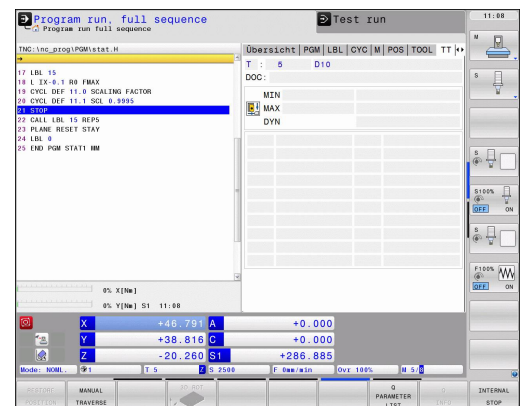 Program run, full sequence
Program run full sequence
Test run
11:08
TNC:\nc_prog\PGM\stat.H
→
17 LBL 15
18 L IX-0.1 R0 FMAX
19 CYCL DEF 11.0 SCALING FACTOR
20 CYCL DEF 11.1 SCL 0.9995
21 STOP
22 CALL LBL 15 REP5
23 PLANE RESET STAY
24 LBL 0
25 END PGM STAT1 MM
0% X[Nm]
0% Y[Nm] S1 11:08
Übersicht PGM LBL CYC M POS TOOL TT
T : 5 D10
DOC:
MIN
MAX
DYN
M
S
S
S100%
OFF ON
S
F100%
OFF ON
X +46.791 A +0.000
Y +38.816 C +0.000
Z -20.260 S1 +286.885
Mode: NOML. 1 T 5 Z S 2500 F 0mm/min Ovr 100% M 5/8
RESTORE POSITION
MANUAL TRAVERSE
3D ROT
Q PARAMETER LIST
Q INFO
INTERNAL STOP